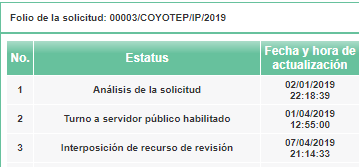 Folio de la solicitud: 00003/COYOTEP/IP/2019
No. Estatus Fecha y hora de actualización
1 Análisis de la solicitud 02/01/2019 22:18:39
2 Turno a servidor público habilitado 01/04/2019 12:55:00
3 Interposición de recurso de revisión 07/04/2019 21:14:33